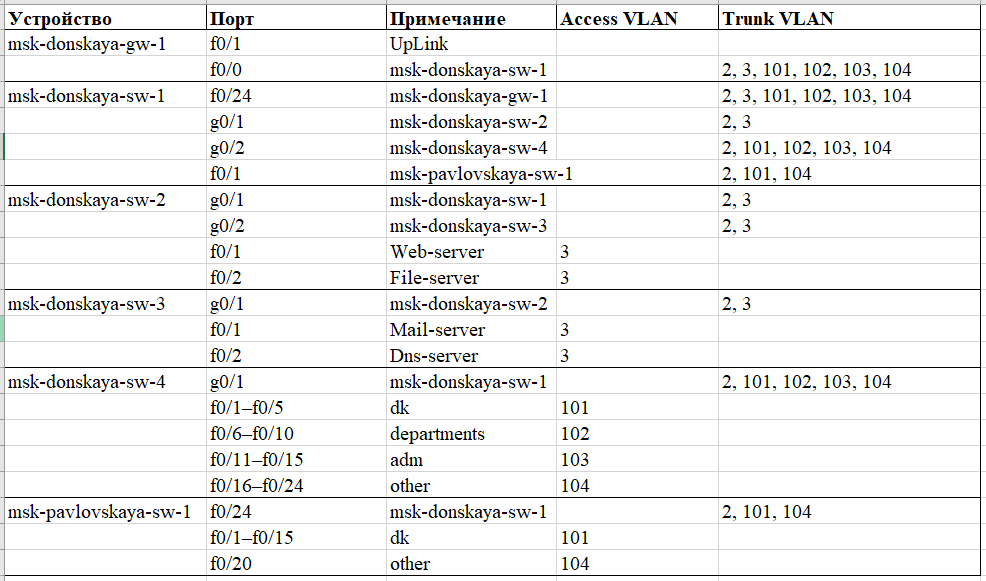 Устройство Порт Примечание Access VLAN Trunk VLAN
msk-donskaya-gw-1 f0/1 UpLink
f0/0 msk-donskaya-sw-1 2, 3, 101, 102, 103, 104
msk-donskaya-sw-1 f0/24 msk-donskaya-gw-1 2, 3, 101, 102, 103, 104
g0/1 msk-donskaya-sw-2 2, 3
g0/2 msk-donskaya-sw-4 2, 101, 102, 103, 104
f0/1 msk-pavlovskaya-sw-1 2, 101, 104
msk-donskaya-sw-2 g0/1 msk-donskaya-sw-1 2, 3
g0/2 msk-donskaya-sw-3 2, 3
f0/1 Web-server 3
f0/2 File-server 3
msk-donskaya-sw-3 g0/1 msk-donskaya-sw-2 2, 3
f0/1 Mail-server 3
f0/2 Dns-server 3
msk-donskaya-sw-4 g0/1 msk-donskaya-sw-1 2, 101, 102, 103, 104
f0/1–f0/5 dk 101
f0/6–f0/10 departments 102
f0/11–f0/15 adm 103
f0/16–f0/24 other 104
msk-pavlovskaya-sw-1 f0/24 msk-donskaya-sw-1 2, 101, 104
f0/1–f0/15 dk 101
f0/20 other 104